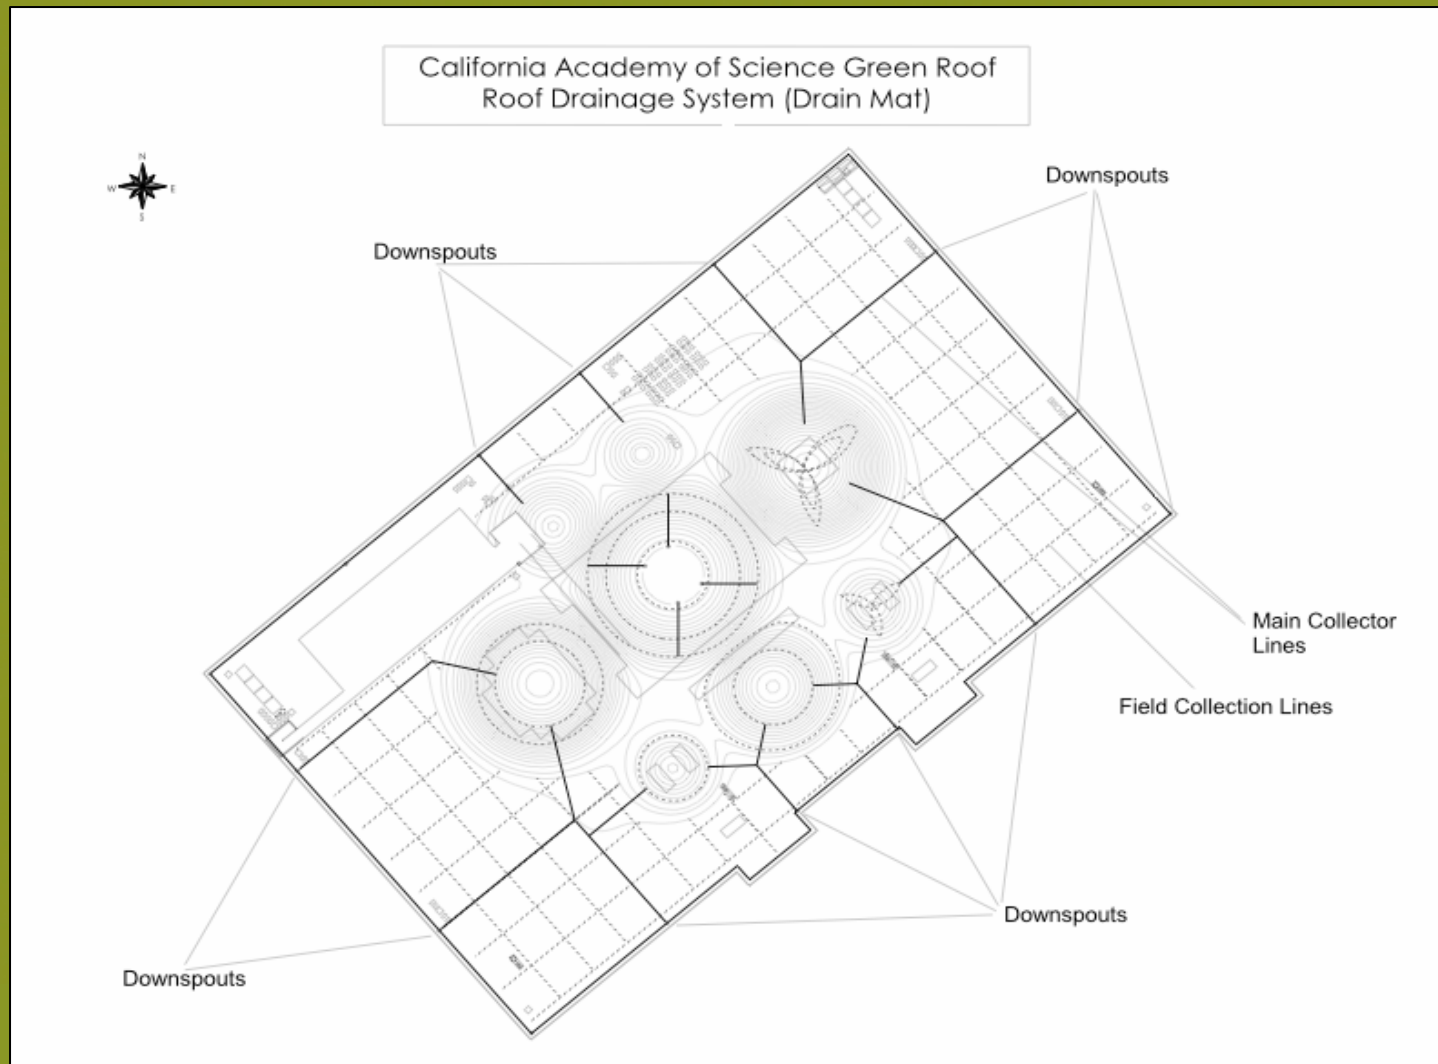 California Academy of Science Green Roof
Roof Drainage System (Drain Mat)
N
W
E
S
Downspouts
Downspouts
Main Collector
Lines
Field Collection Lines
Downspouts
Downspouts